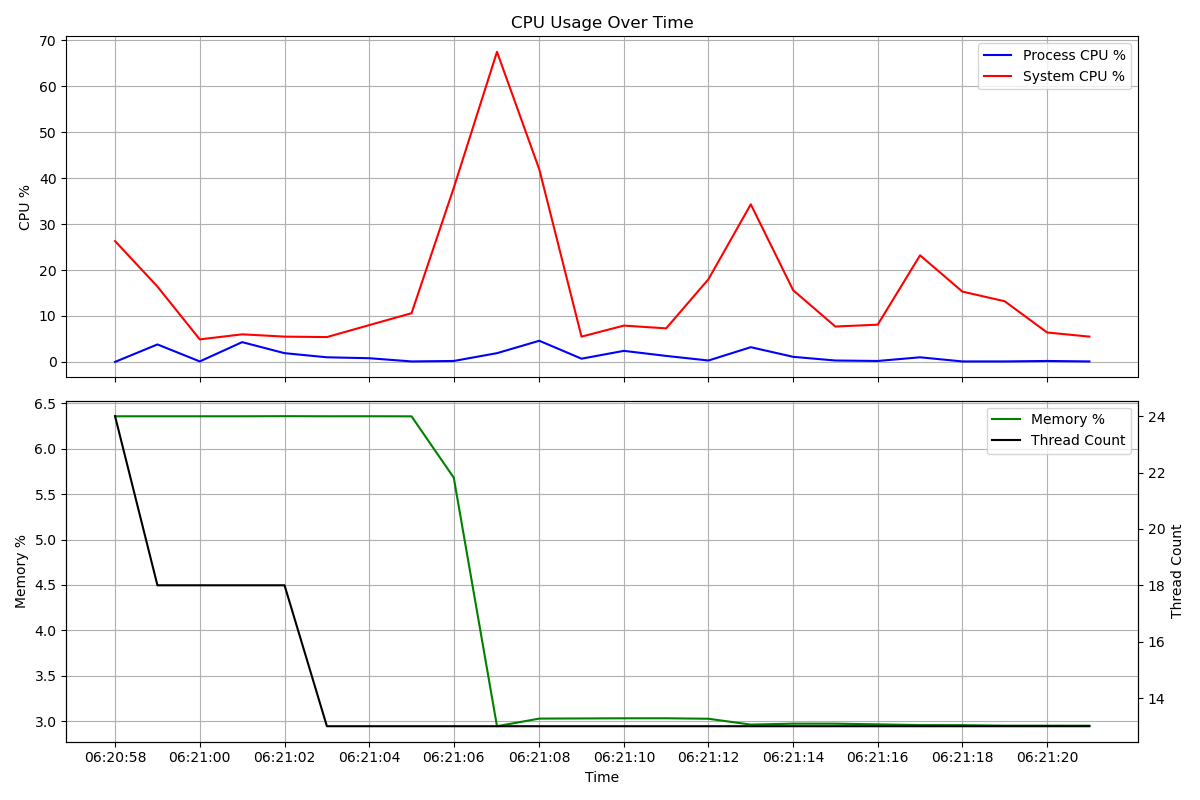 CPU Usage Over Time
70
60
50
40
30
20
10
0
CPU %
Process CPU %
System CPU %
6.5
6.0
5.5
5.0
4.5
4.0
3.5
3.0
Memory %
Memory %
Thread Count
24
22
20
18
16
14
Thread Count
06:20:58 06:21:00 06:21:02 06:21:04 06:21:06 06:21:08 06:21:10 06:21:12 06:21:14 06:21:16 06:21:18 06:21:20
Time